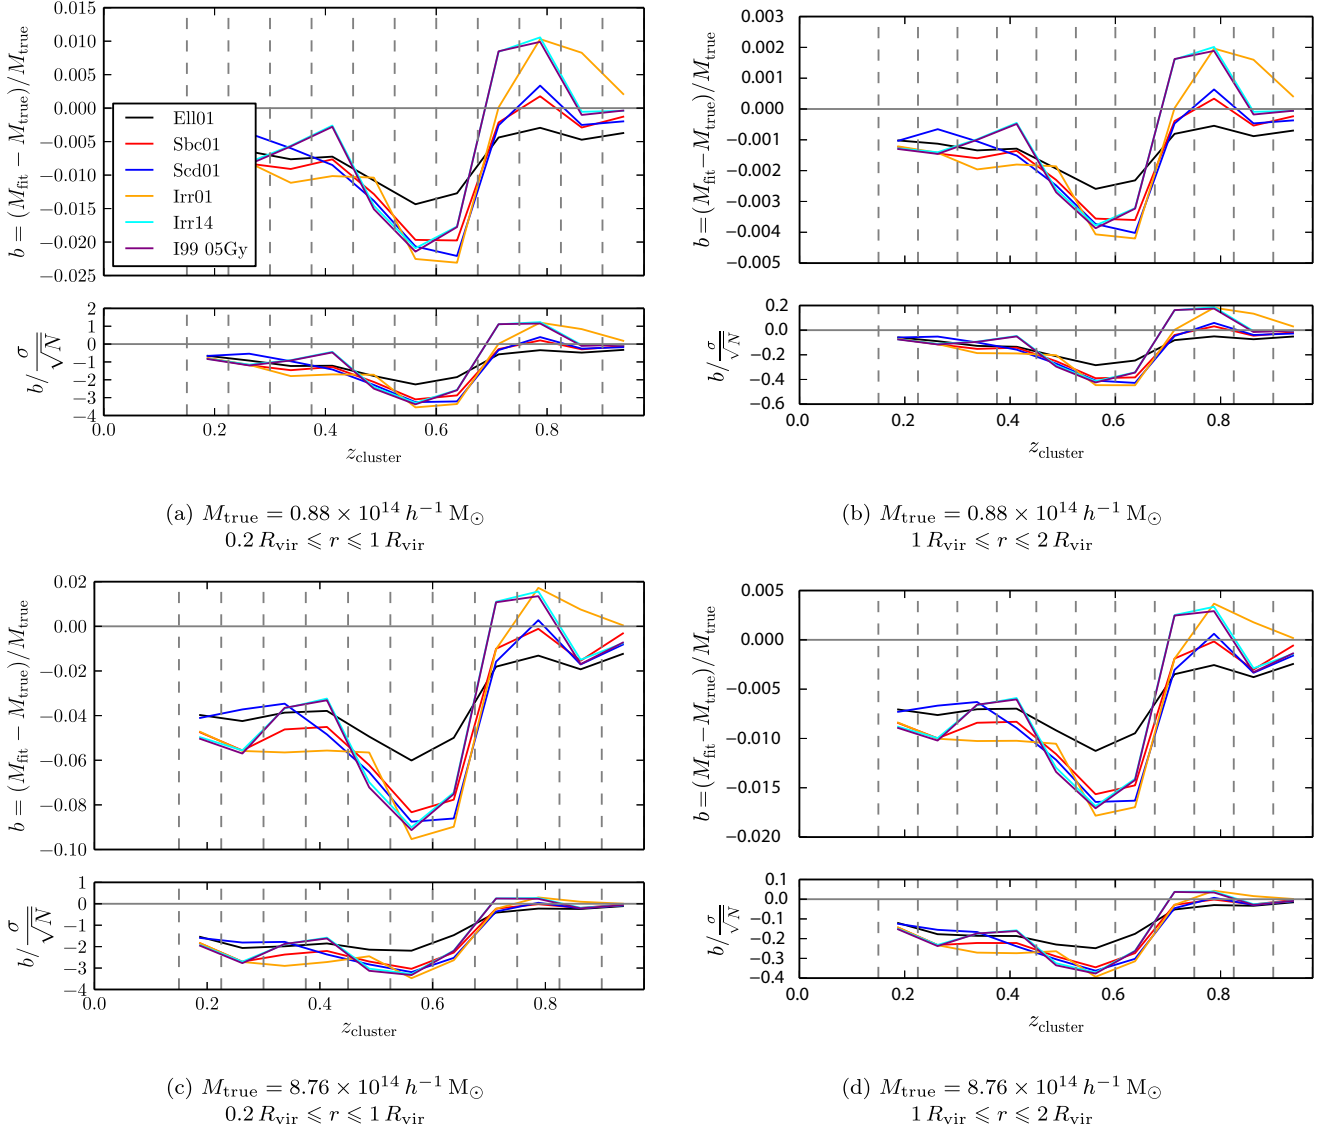 0.015
0.010
0.005
0.000
−0.005
−0.010
−0.015
−0.020
−0.025
b = (M_fit − M_true)/M_true
Ell01
Sbc01
Scd01
Irr01
Irr14
I99 05Gy
2
1
0
−1
−2
−3
−4
b/ σ/√N
0.0 0.2 0.4 0.6 0.8
z_cluster
(a) M_true = 0.88 × 10^14 h^−1 M_⊙
0.2 R_vir ⩽ r ⩽ 1 R_vir
0.003
0.002
0.001
0.000
−0.001
−0.002
−0.003
−0.004
−0.005
b = (M_fit − M_true)/M_true
0.2
0.0
−0.2
−0.4
−0.6
b/ σ/√N
0.0 0.2 0.4 0.6 0.8
z_cluster
(b) M_true = 0.88 × 10^14 h^−1 M_⊙
1 R_vir ⩽ r ⩽ 2 R_vir
0.02
0.00
−0.02
−0.04
−0.06
−0.08
−0.10
b = (M_fit − M_true)/M_true
1
0
−1
−2
−3
−4
b/ σ/√N
0.0 0.2 0.4 0.6 0.8
z_cluster
(c) M_true = 8.76 × 10^14 h^−1 M_⊙
0.2 R_vir ⩽ r ⩽ 1 R_vir
0.005
0.000
−0.005
−0.010
−0.015
−0.020
b = (M_fit − M_true)/M_true
0.1
0.0
−0.1
−0.2
−0.3
−0.4
b/ σ/√N
0.0 0.2 0.4 0.6 0.8
z_cluster
(d) M_true = 8.76 × 10^14 h^−1 M_⊙
1 R_vir ⩽ r ⩽ 2 R_vir